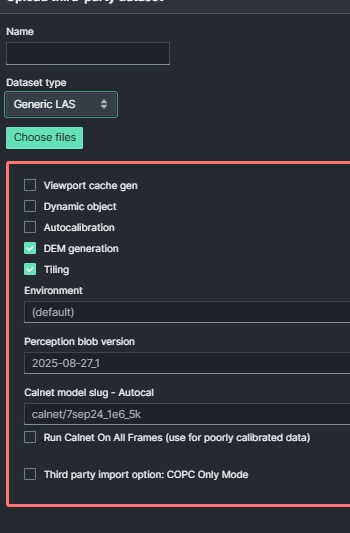 Upload third-party dataset
Name
Dataset type
Generic LAS
Choose files
Viewport cache gen
Dynamic object
Autocalibration
DEM generation
Tiling
Environment
(default)
Perception blob version
2025-08-27_1
Calnet model slug - Autocal
calnet/7sep24_1e6_5k
Run Calnet On All Frames (use for poorly calibrated data)
Third party import option: COPC Only Mode